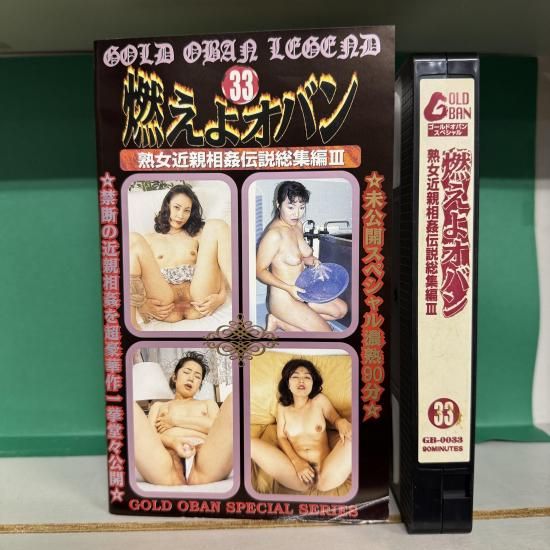 GOLD OBAN LEGEND
33
燃えよオバン
熟女近親相姦伝説総集編III
☆禁断の近親相姦を超豪華作一挙堂々公開☆
☆未公開スペシャル濃熟90分☆
GOLD OBAN SPECIAL SERIES
GOLD
OBAN
ゴールドオバン
スペシャル
燃えよオバン
熟女近親相姦伝説総集編III
33
GB-0033
90MINUTES